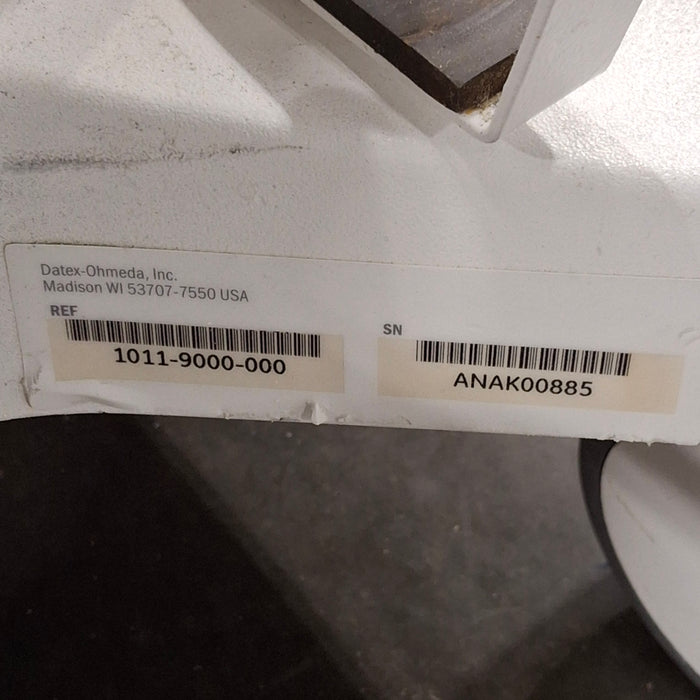 Datex-Ohmeda, Inc.
Madison WI 53707-7550 USA
REF
1011-9000-000
SN
ANAK00885